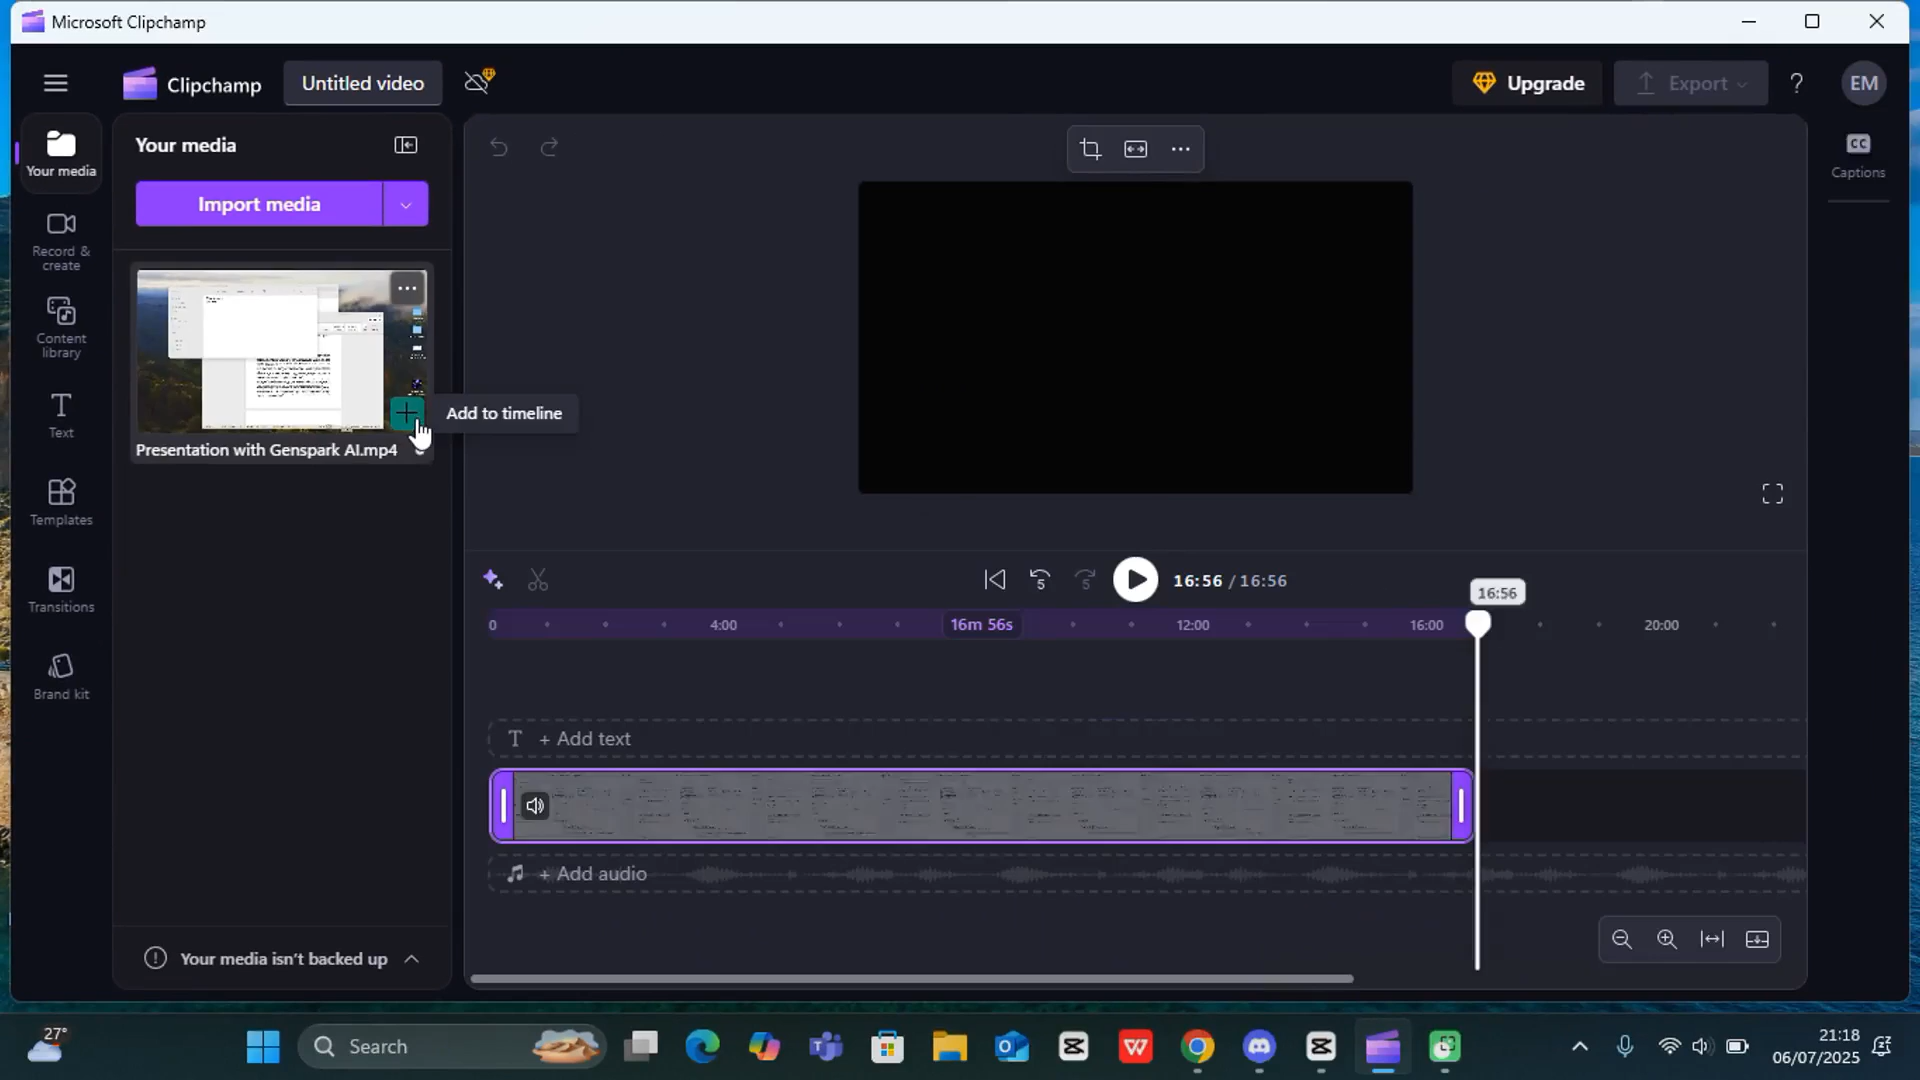 Microsoft Clipchamp
Clipchamp
Untitled video
Upgrade
Export
?
EM
Your media
Record &
create
Content
library
Text
Templates
Transitions
Brand kit
Your media
Import media
Presentation with Genspark AI.mp4
Add to timeline
Your media isn't backed up
CC
Captions
5
5
16:56 / 16:56
16:56
0
4:00
16m 56s
12:00
16:00
20:00
T + Add text
+ Add audio
27°
Search
21:18
06/07/2025